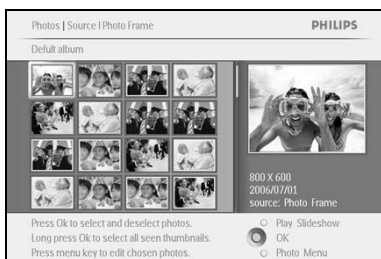 Photos | Source I Photo Frame PHILIPS
Defult album
800 X 600
2006/07/01
source: Photo Frame
Press Ok to select and deselect photos.
Long press Ok to select all seen thumbnails.
Press menu key to edit chosen photos.
Play Slideshow
OK
Photo Menu